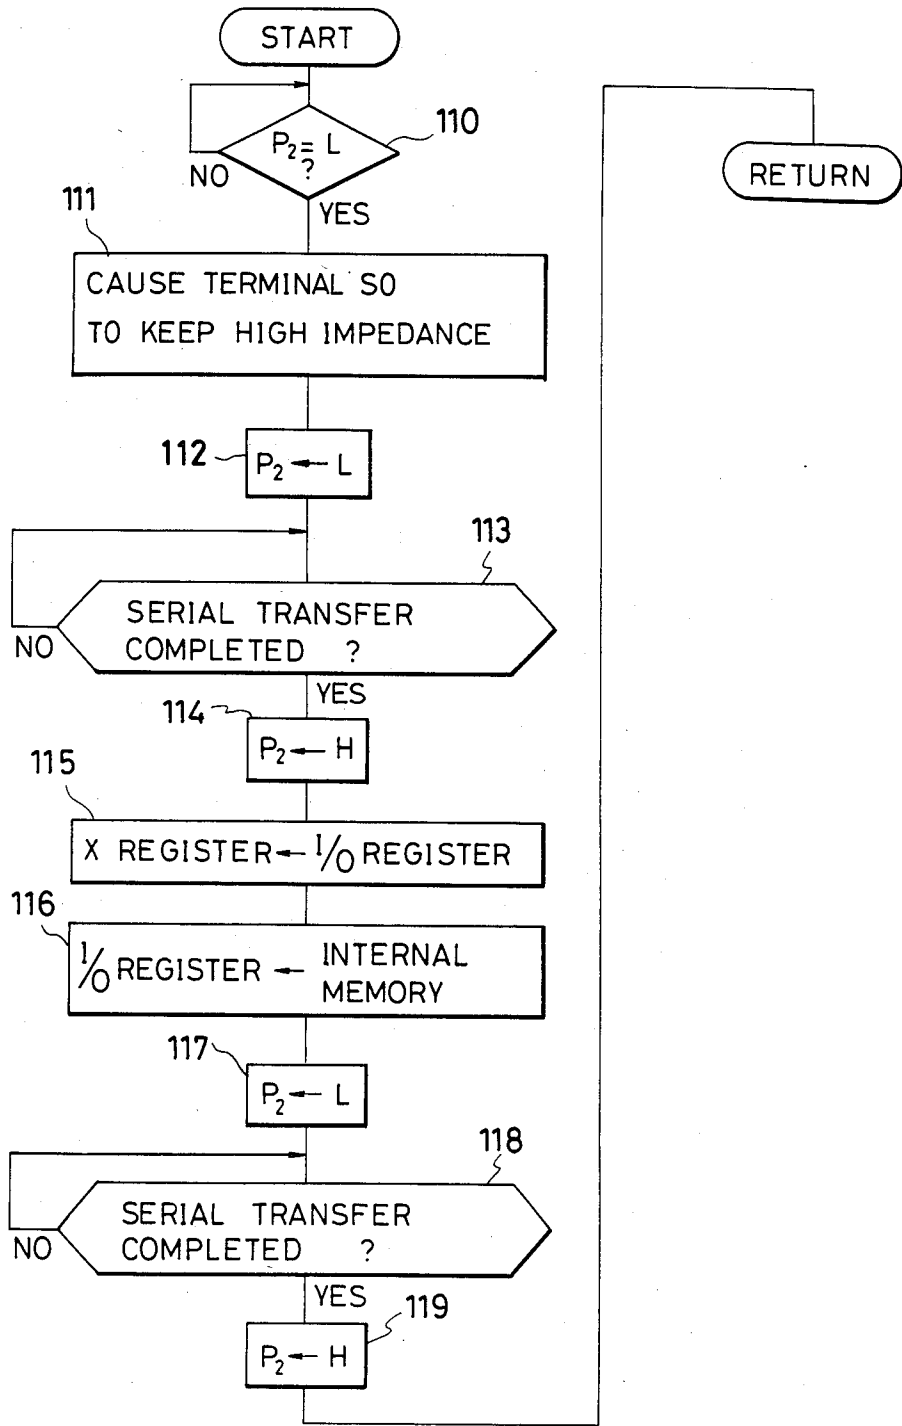 START
110
P₂ = L
?
NO
YES
111
CAUSE TERMINAL SO
TO KEEP HIGH IMPEDANCE
112
P₂ ← L
113
SERIAL TRANSFER
COMPLETED ?
NO
YES
114
P₂ ← H
115
X REGISTER ← I/O REGISTER
116
I/O REGISTER ← INTERNAL
MEMORY
117
P₂ ← L
118
SERIAL TRANSFER
COMPLETED ?
NO
YES
119
P₂ ← H
RETURN